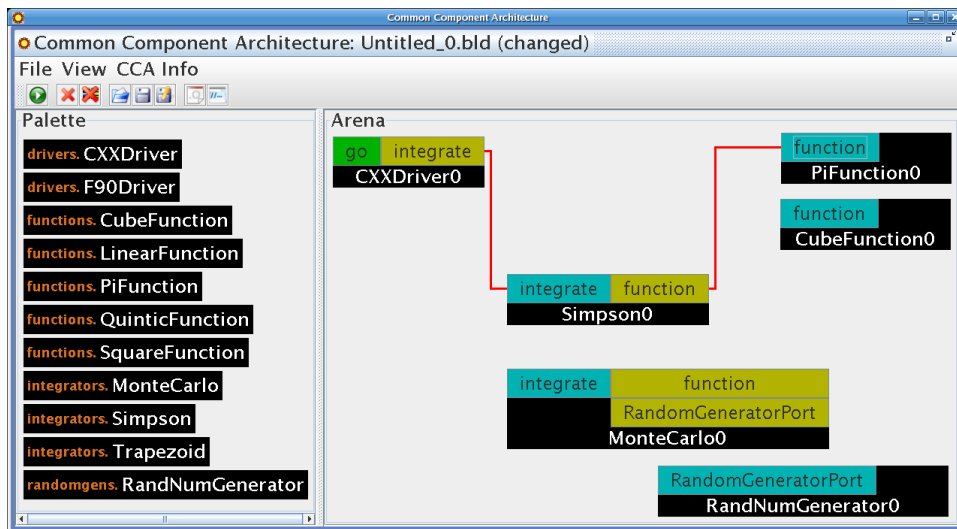 Common Component Architecture
Common Component Architecture: Untitled_0.bld (changed)
File View CCA Info
Palette
drivers. CXXDriver
drivers. F90Driver
functions. CubeFunction
functions. LinearFunction
functions. PiFunction
functions. QuinticFunction
functions. SquareFunction
integrators. MonteCarlo
integrators. Simpson
integrators. Trapezoid
randomgens. RandNumGenerator
Arena
go integrate
CXXDriver0
function
PiFunction0
function
CubeFunction0
integrate function
Simpson0
integrate function
RandomGeneratorPort
MonteCarlo0
RandomGeneratorPort
RandNumGenerator0